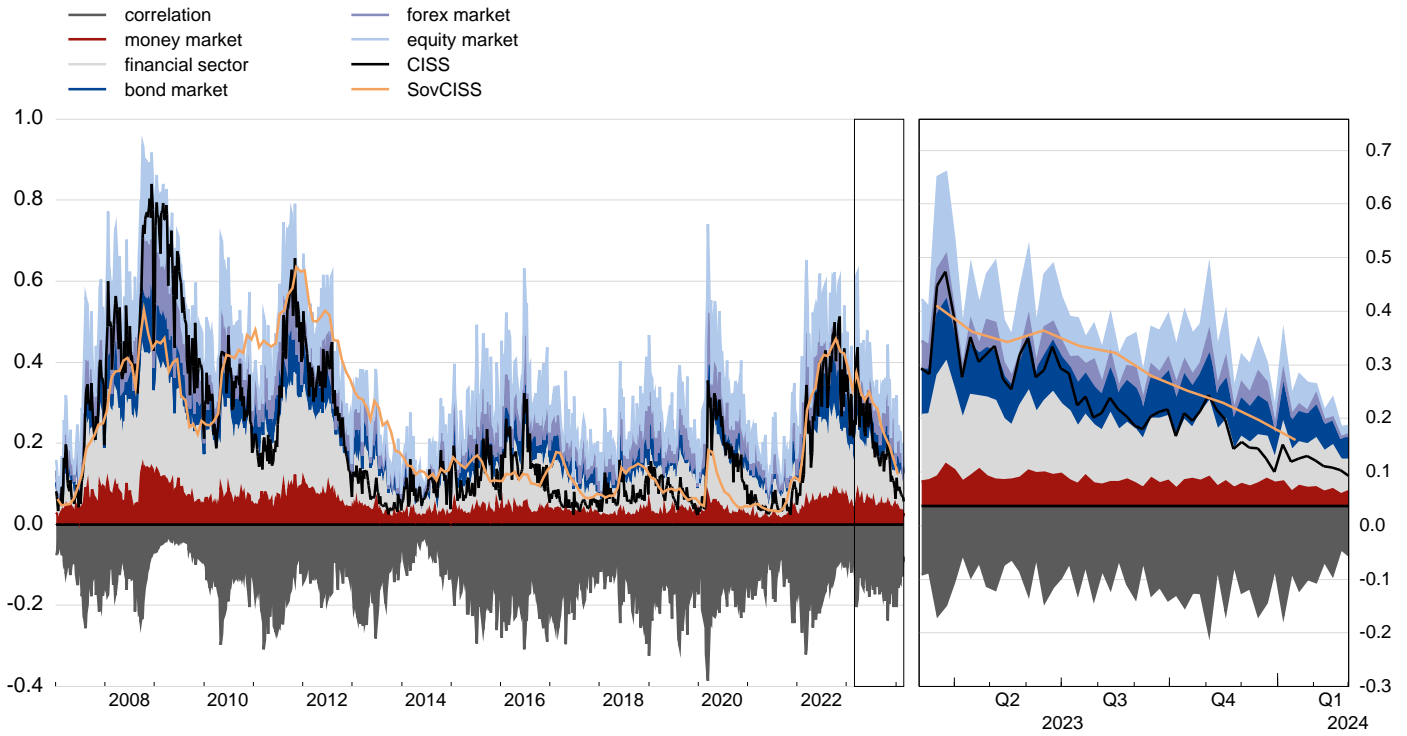 correlation
money market
financial sector
bond market
forex market
equity market
CISS
SovCISS
1.0
0.8
0.6
0.4
0.2
0.0
-0.2
-0.4
2008 2010 2012 2014 2016 2018 2020 2022
0.7
0.6
0.5
0.4
0.3
0.2
0.1
0.0
-0.1
-0.2
-0.3
Q2 Q3 Q4 Q1
2023 2024